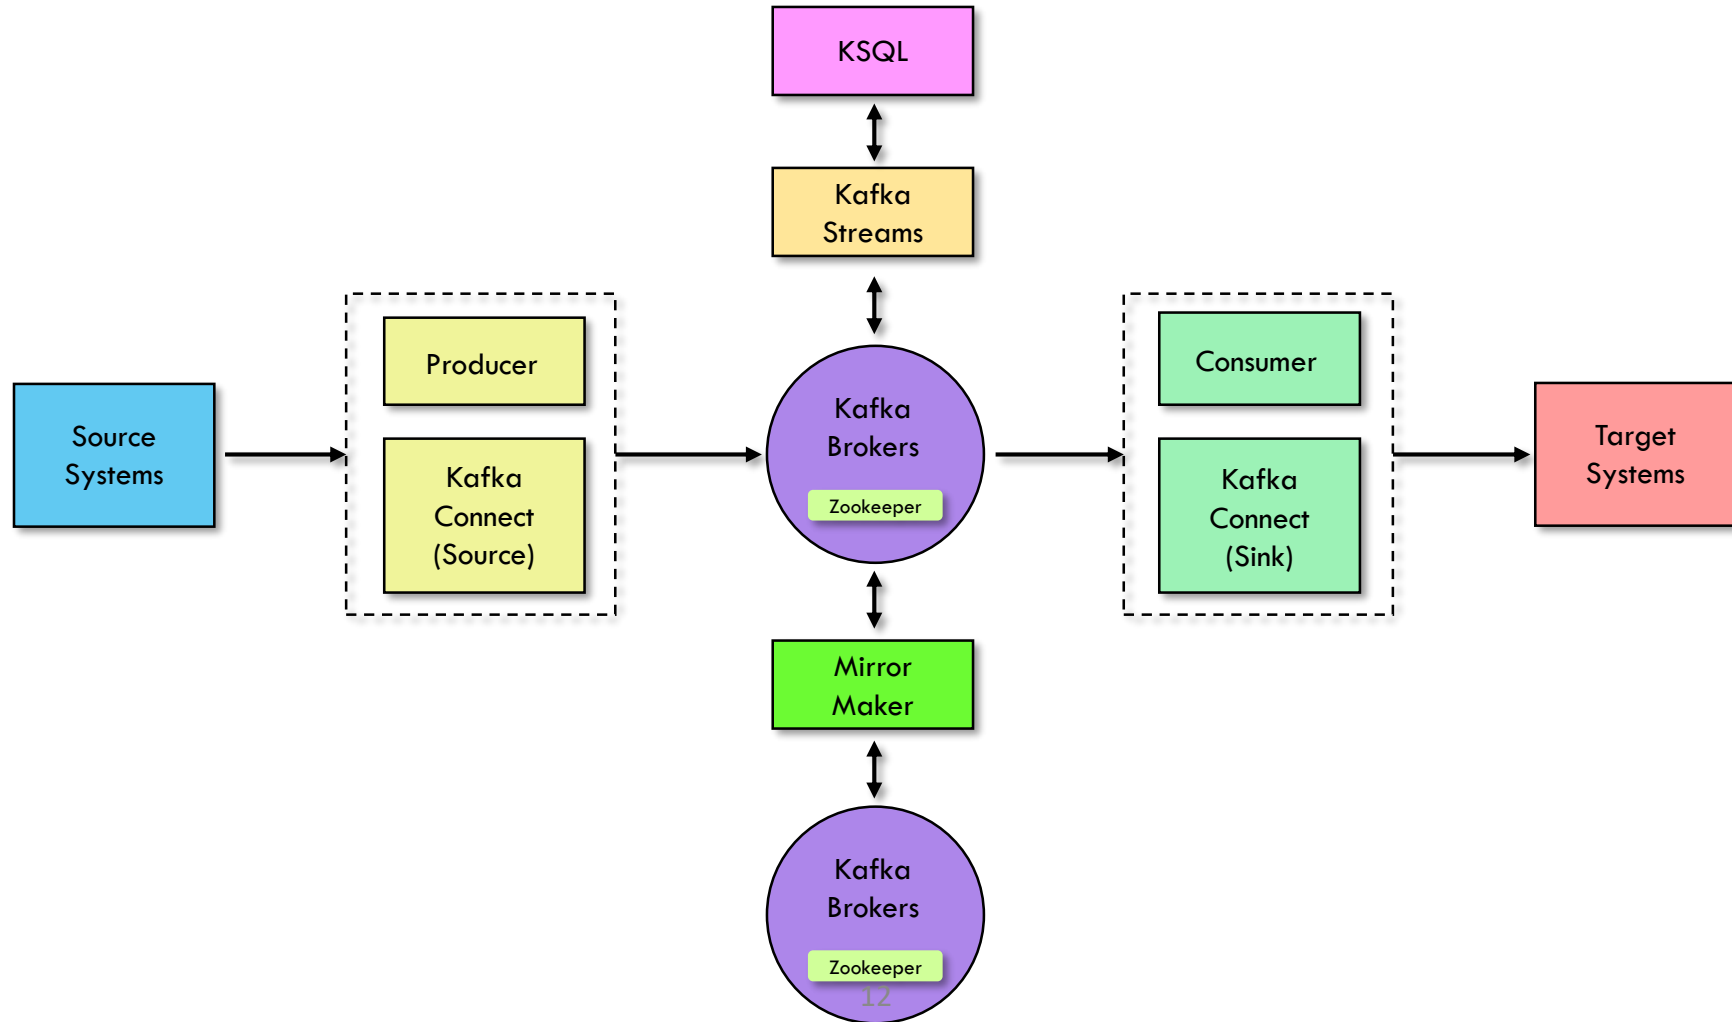 KSQL
Kafka
Streams
Source
Systems
Producer
Kafka
Connect
(Source)
Kafka
Brokers
Zookeeper
Consumer
Kafka
Connect
(Sink)
Target
Systems
Mirror
Maker
Kafka
Brokers
Zookeeper
12